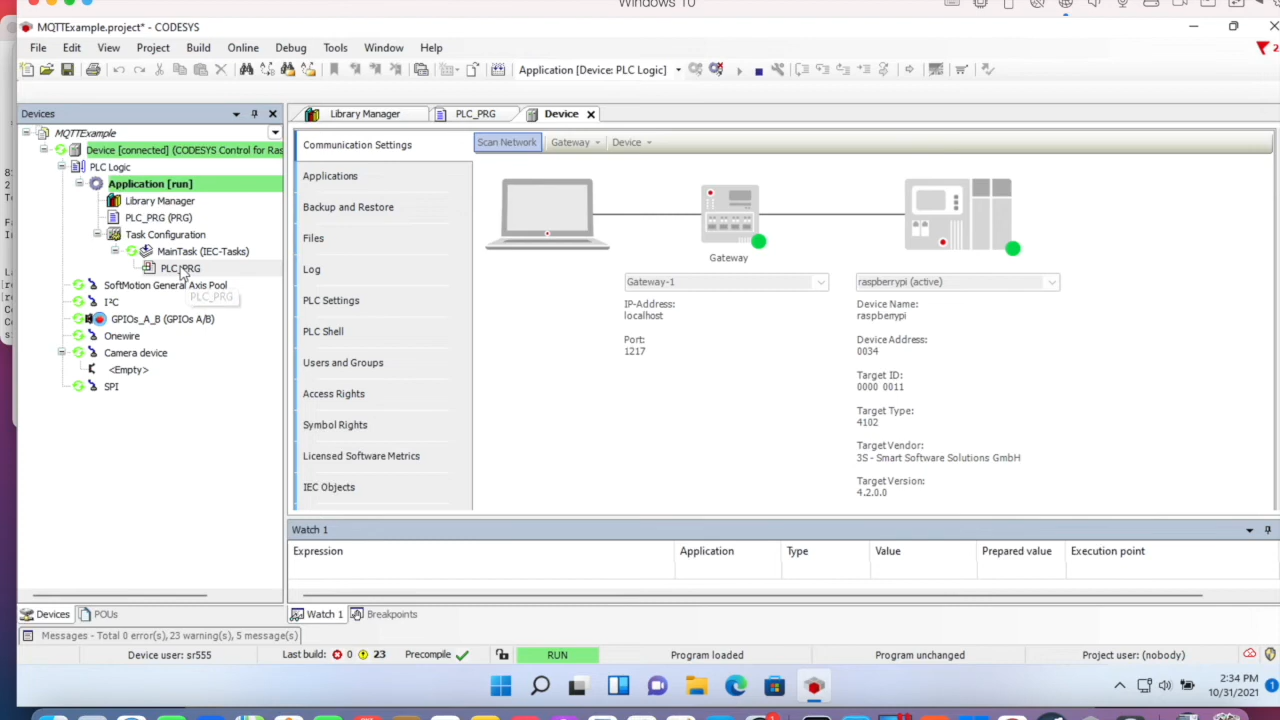 Windows 10
MQTTExample.project* - CODESYS
File Edit View Project Build Online Debug Tools Window Help
2
Application [Device: PLC Logic]
Devices
Library Manager
PLC_PRG
Device
MQTTExample
Device [connected] (CODESYS Control for Ras
PLC Logic
Application [run]
Library Manager
PLC_PRG (PRG)
Task Configuration
MainTask (IEC-Tasks)
PLC_PRG
SoftMotion General Axis Pool
PLC_PRG
I²C
GPIOs_A_B (GPIOs A/B)
Onewire
Camera device
<Empty>
SPI
Communication Settings
Applications
Backup and Restore
Files
Log
PLC Settings
PLC Shell
Users and Groups
Access Rights
Symbol Rights
Licensed Software Metrics
IEC Objects
Scan Network Gateway Device
Gateway
Gateway-1
IP-Address:
localhost
Port:
1217
raspberrypi (active)
Device Name:
raspberrypi
Device Address:
0034
Target ID:
0000 0011
Target Type:
4102
Target Vendor:
3S - Smart Software Solutions GmbH
Target Version:
4.2.0.0
Watch 1
Expression Application Type Value Prepared value Execution point
Devices POUs
Watch 1 Breakpoints
Messages - Total 0 error(s), 23 warning(s), 5 message(s)
Device user: sr555 Last build: 0 23 Precompile RUN Program loaded Program unchanged Project user: (nobody)
2:34 PM
10/31/2021
1